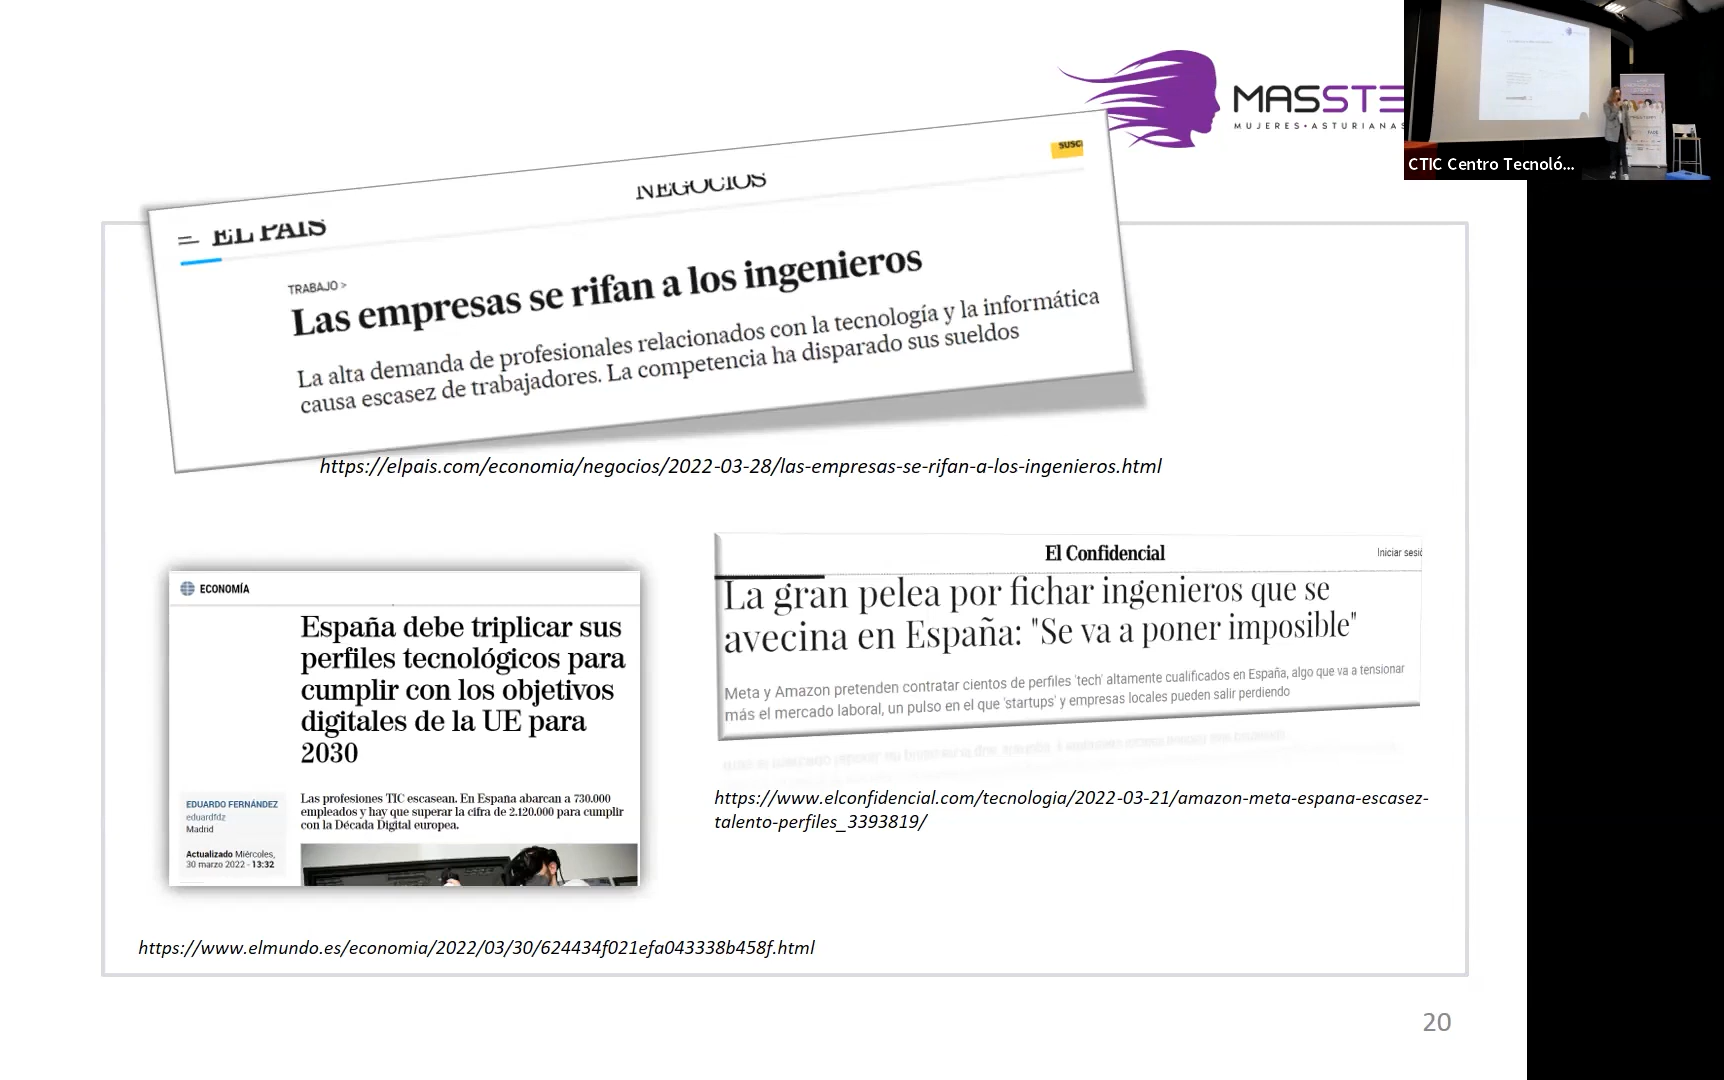 MASSTE
MUJERES•ASTURIANAS
CTIC Centro Tecnoló...
EL PAÍS
NEGOCIOS
SUSC
TRABAJO >
Las empresas se rifan a los ingenieros
La alta demanda de profesionales relacionados con la tecnología y la informática
causa escasez de trabajadores. La competencia ha disparado sus sueldos
https://elpais.com/economia/negocios/2022-03-28/las-empresas-se-rifan-a-los-ingenieros.html
ECONOMÍA
España debe triplicar sus
perfiles tecnológicos para
cumplir con los objetivos
digitales de la UE para
2030
EDUARDO FERNÁNDEZ
eduardfdz
Madrid
Actualizado Miércoles,
30 marzo 2022 - 13:32
Las profesiones TIC escasean. En España abarcan a 730.000
empleados y hay que superar la cifra de 2.120.000 para cumplir
con la Década Digital europea.
El Confidencial
Iniciar sesió
La gran pelea por fichar ingenieros que se
avecina en España: "Se va a poner imposible"
Meta y Amazon pretenden contratar cientos de perfiles 'tech' altamente cualificados en España, algo que va a tensionar
más el mercado laboral, un pulso en el que 'startups' y empresas locales pueden salir perdiendo
https://www.elconfidencial.com/tecnologia/2022-03-21/amazon-meta-espana-escasez-
talento-perfiles_3393819/
https://www.elmundo.es/economia/2022/03/30/624434f021efa043338b458f.html
20